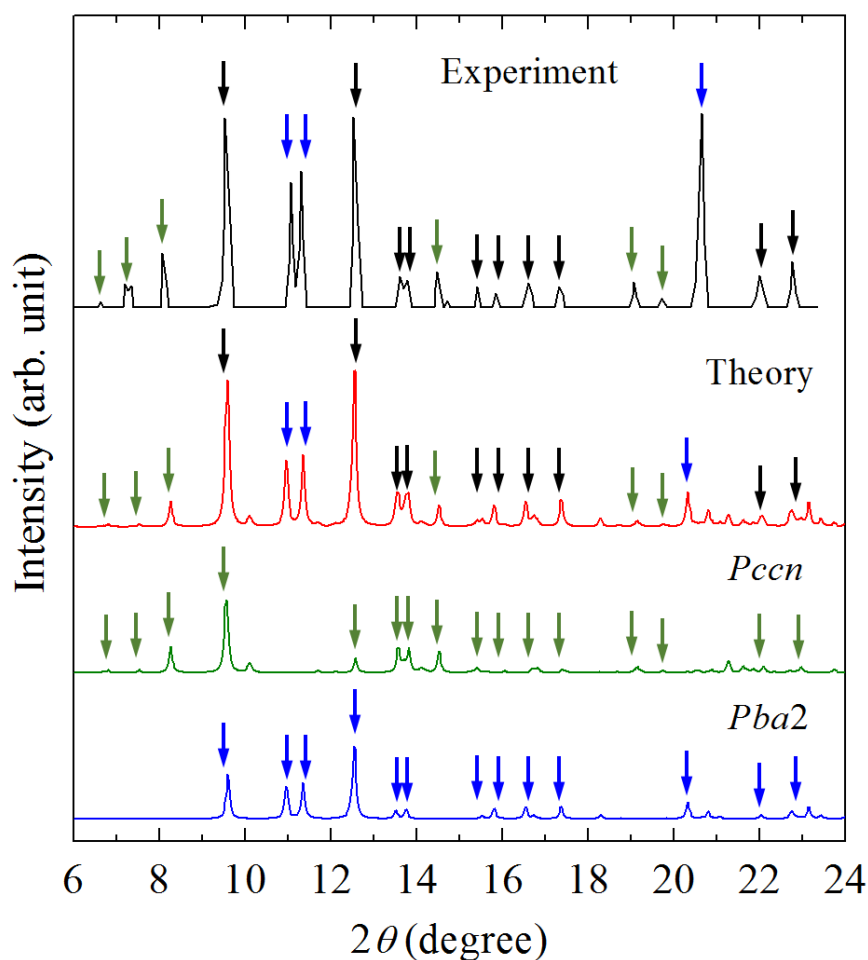 Experiment
Theory
Pccn
Pba2
Intensity (arb. unit)
6 8 10 12 14 16 18 20 22 24
2θ (degree)